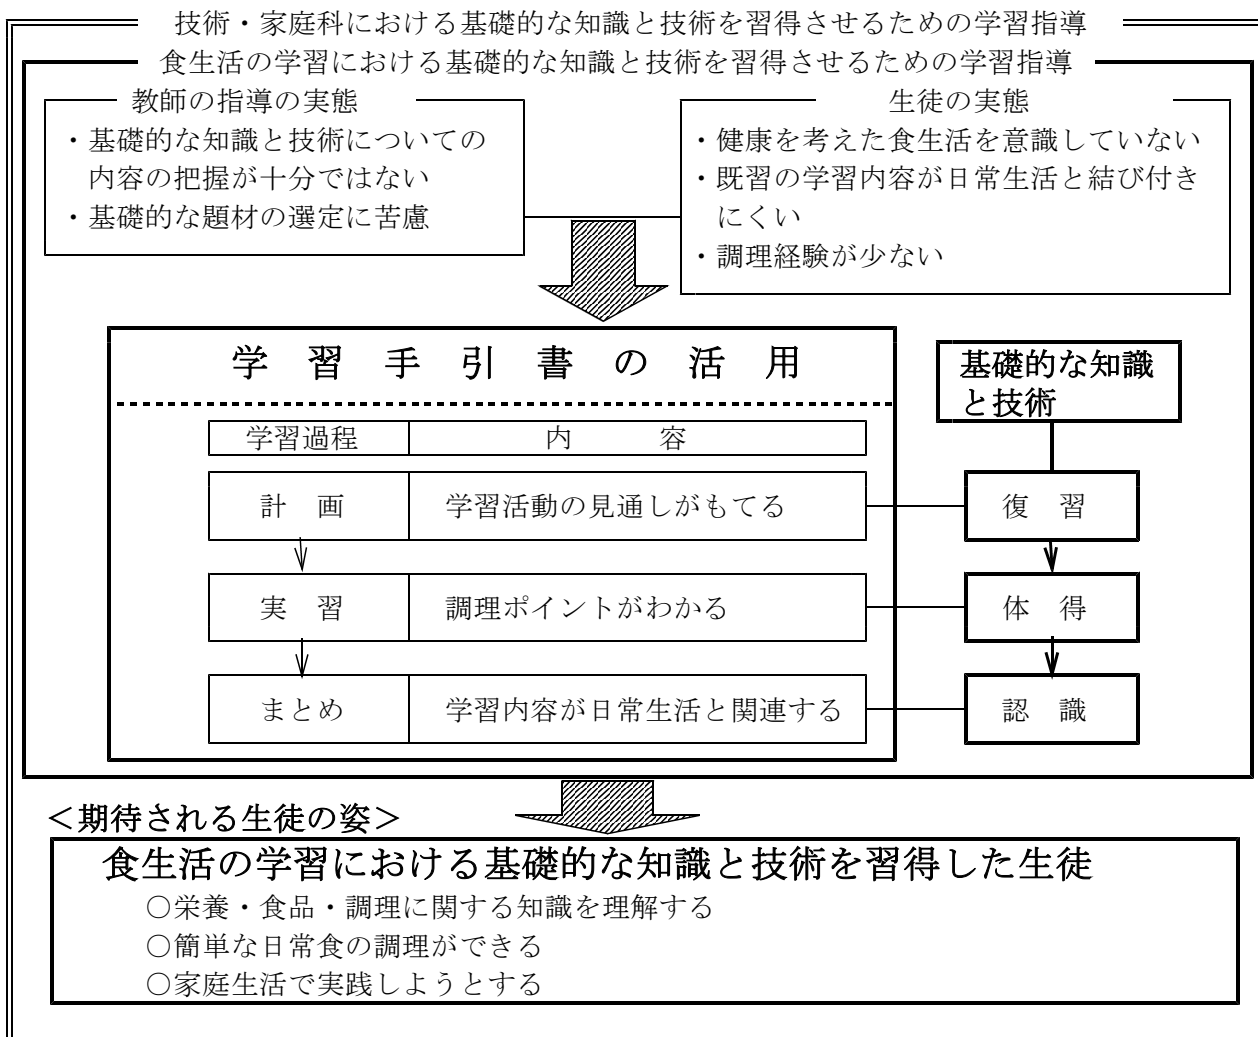 技術・家庭科における基礎的な知識と技術を習得させるための学習指導
食生活の学習における基礎的な知識と技術を習得させるための学習指導
教師の指導の実態
・基礎的な知識と技術についての
内容の把握が十分ではない
・基礎的な題材の選定に苦慮
生徒の実態
・健康を考えた食生活を意識していない
・既習の学習内容が日常生活と結び付き
にくい
・調理経験が少ない
学習手引書の活用
基礎的な知識
と技術
学習過程 内容
計画 学習活動の見通しがもてる 復習
実習 調理ポイントがわかる 体得
まとめ 学習内容が日常生活と関連する 認識
<期待される生徒の姿>
食生活の学習における基礎的な知識と技術を習得した生徒
○栄養・食品・調理に関する知識を理解する
○簡単な日常食の調理ができる
○家庭生活で実践しようとする